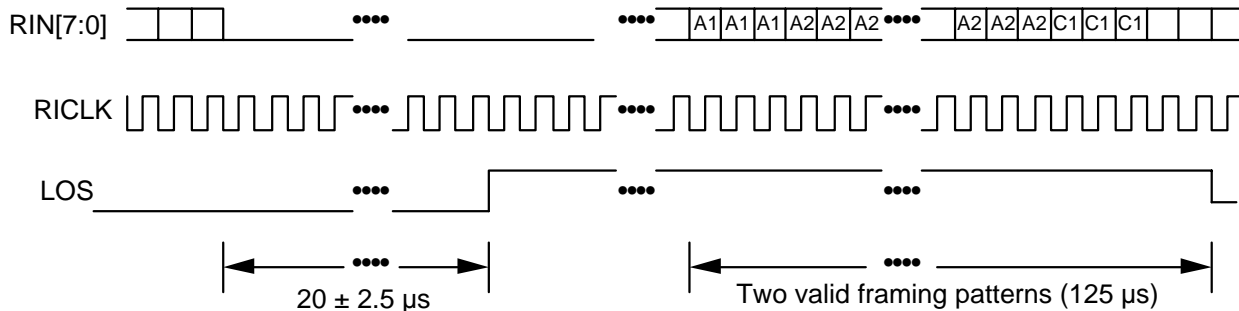 RIN[7:0] A1 A1 A1 A2 A2 A2 A2 A2 A2 C1 C1 C1
RICLK
LOS
20 ± 2.5 µs
Two valid framing patterns (125 µs)